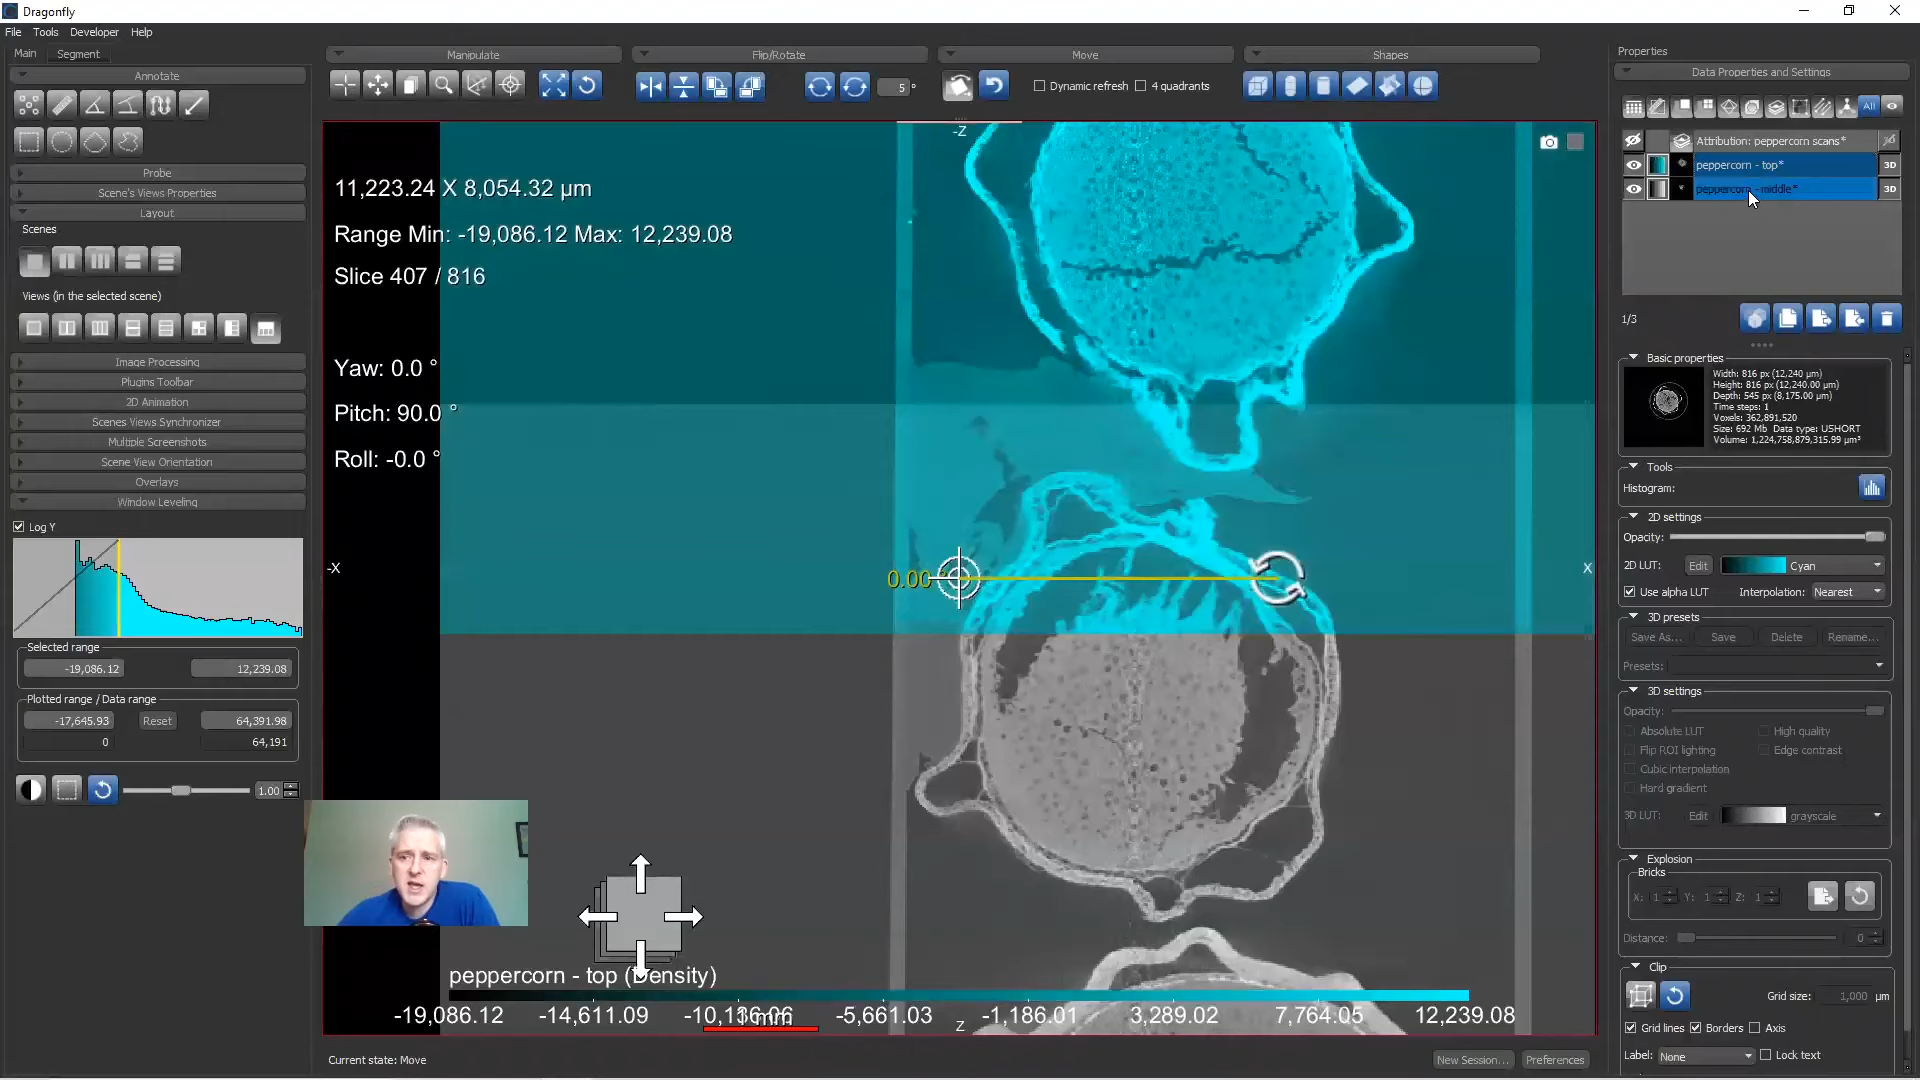 Dragonfly
File Tools Developer Help
Main Segment
Annotate
Probe
Scene's Views Properties
Layout
Scenes
Views (in the selected scene)
Image Processing
Plugins Toolbar
2D Animation
Scenes Views Synchronizer
Multiple Screenshots
Scene View Orientation
Overlays
Window Leveling
Log Y
Selected range
-19,086.12 12,239.08
Plotted range / Data range
-17,645.93 Reset 64,391.98
0 64,191
1.00
Manipulate Flip/Rotate Move Shapes
5 °
Dynamic refresh 4 quadrants
-Z
11,223.24 X 8,054.32 µm
Range Min: -19,086.12 Max: 12,239.08
Slice 407 / 816
Yaw: 0.0 °
Pitch: 90.0 °
Roll: -0.0 °
-X X
0.00
peppercorn - top (Density)
-19,086.12 -14,611.09 -10,136.06 -5,661.03 -1,186.01 3,289.02 7,764.05 12,239.08
Z
Current state: Move New Session... Preferences
Properties
Data Properties and Settings
All
Attribution: peppercorn scans*
peppercorn - top* 3D
peppercorn - middle* 3D
1/3
Basic properties
Width: 816 px (12,240 µm)
Height: 816 px (12,240.00 µm)
Depth: 545 px (8,175.00 µm)
Time steps: 1
Voxels: 362,891,520
Size: 692 Mb Data type: USHORT
Volume: 1,224,758,879,315.99 µm³
Tools
Histogram:
2D settings
Opacity:
2D LUT: Edit Cyan
Use alpha LUT Interpolation: Nearest
3D presets
Save As... Save Delete Rename...
Presets:
3D settings
Opacity:
Absolute LUT High quality
Flip ROI lighting Edge contrast
Cubic interpolation
Hard gradient
3D LUT: Edit grayscale
Explosion
Bricks
X: 1 Y: 1 Z: 1
Distance: 0
Clip
Grid size: 1,000 µm
Grid lines Borders Axis
Label: None Lock text